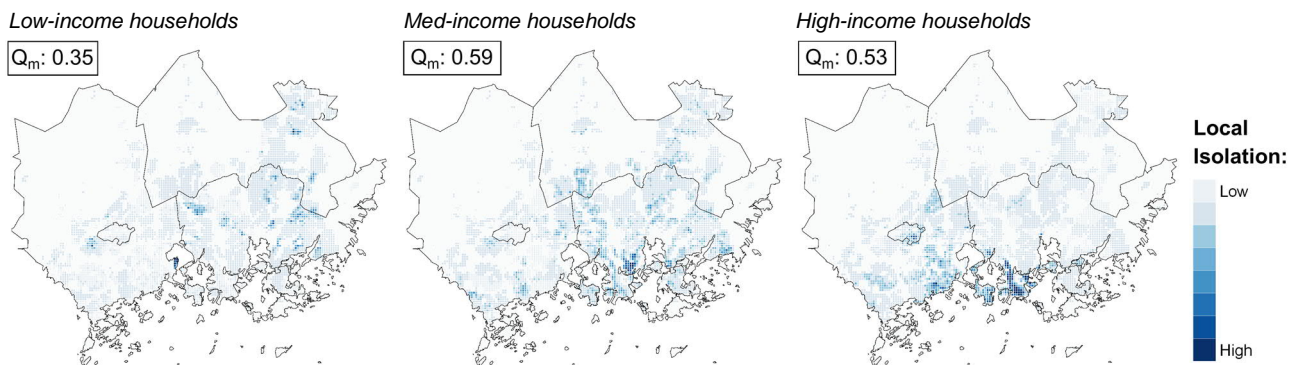 Low-income households
Med-income households
High-income households
Qm: 0.35
Qm: 0.59
Qm: 0.53
Local
Isolation:
Low
High